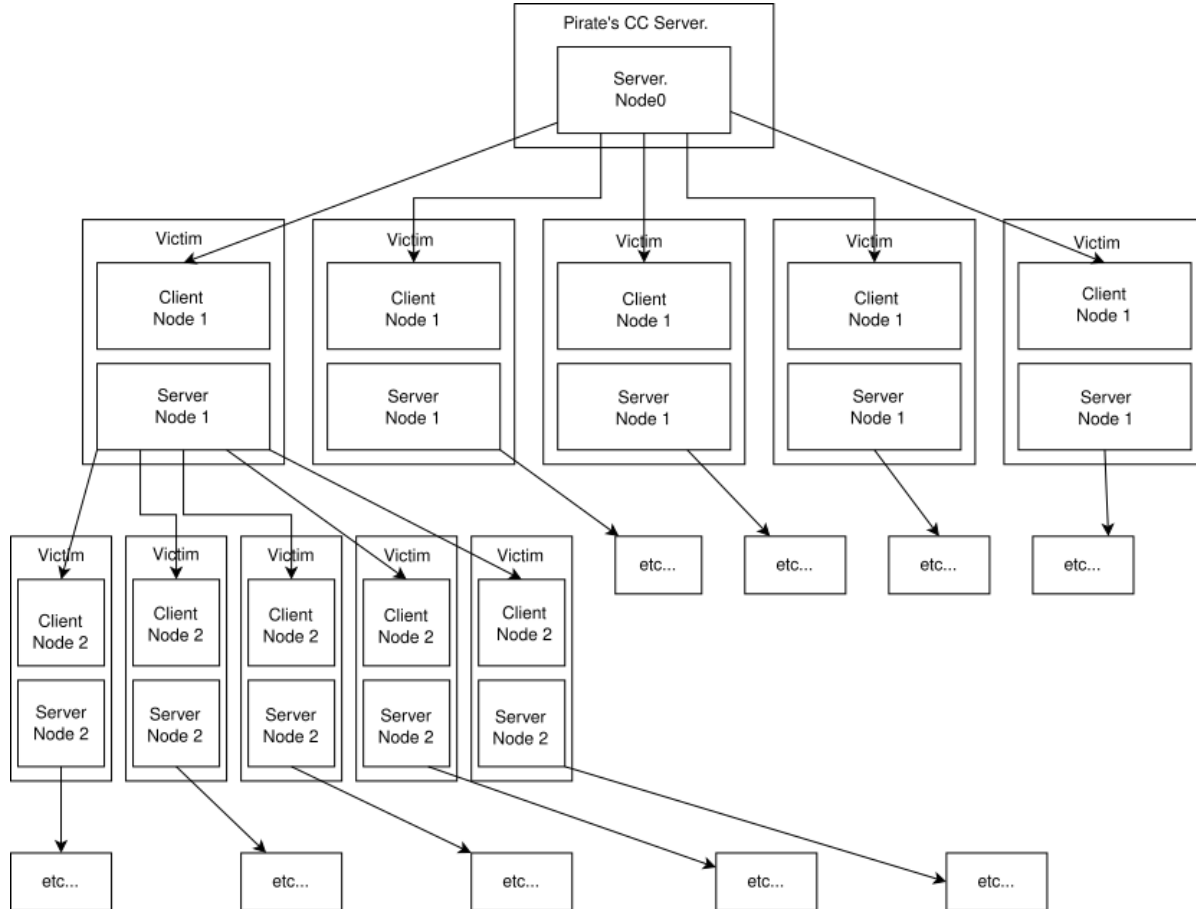 Pirate's CC Server.
Server.
Node0
Victim
Victim
Victim
Victim
Victim
Client
Node 1
Client
Node 1
Client
Node 1
Client
Node 1
Client
Node 1
Server
Node 1
Server
Node 1
Server
Node 1
Server
Node 1
Server
Node 1
Victim
Victim
Victim
Victim
Victim
etc...
etc...
etc...
etc...
Client
Node 2
Client
Node 2
Client
Node 2
Client
Node 2
Client
Node 2
Server
Node 2
Server
Node 2
Server
Node 2
Server
Node 2
Server
Node 2
etc...
etc...
etc...
etc...
etc...